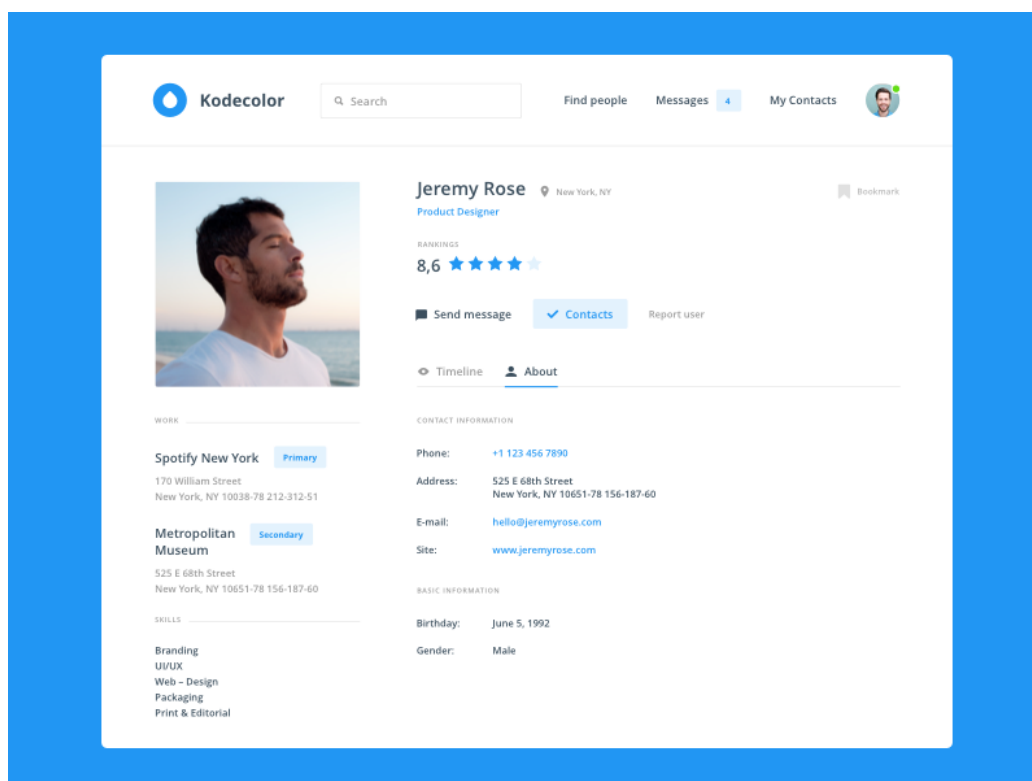 Kodecolor
Search
Find people
Messages 4
My Contacts
Jeremy Rose
New York, NY
Bookmark
Product Designer
RANKINGS
8,6
Send message
Contacts
Report user
Timeline
About
WORK
Spotify New York
Primary
170 William Street
New York, NY 10038-78 212-312-51
Metropolitan
Museum
Secondary
525 E 68th Street
New York, NY 10651-78 156-187-60
SKILLS
Branding
UI/UX
Web – Design
Packaging
Print & Editorial
CONTACT INFORMATION
Phone: +1 123 456 7890
Address: 525 E 68th Street
New York, NY 10651-78 156-187-60
E-mail: hello@jeremyrose.com
Site: www.jeremyrose.com
BASIC INFORMATION
Birthday: June 5, 1992
Gender: Male